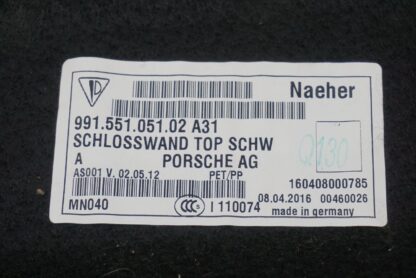 Naeher
991.551.051.02 A31
SCHLOSSWAND TOP SCHW
A PORSCHE AG
AS001 V. 02.05.12 PET/PP
Q130
160408000785
08.04.2016 00460026
MN040 CCC I 110074 made in germany